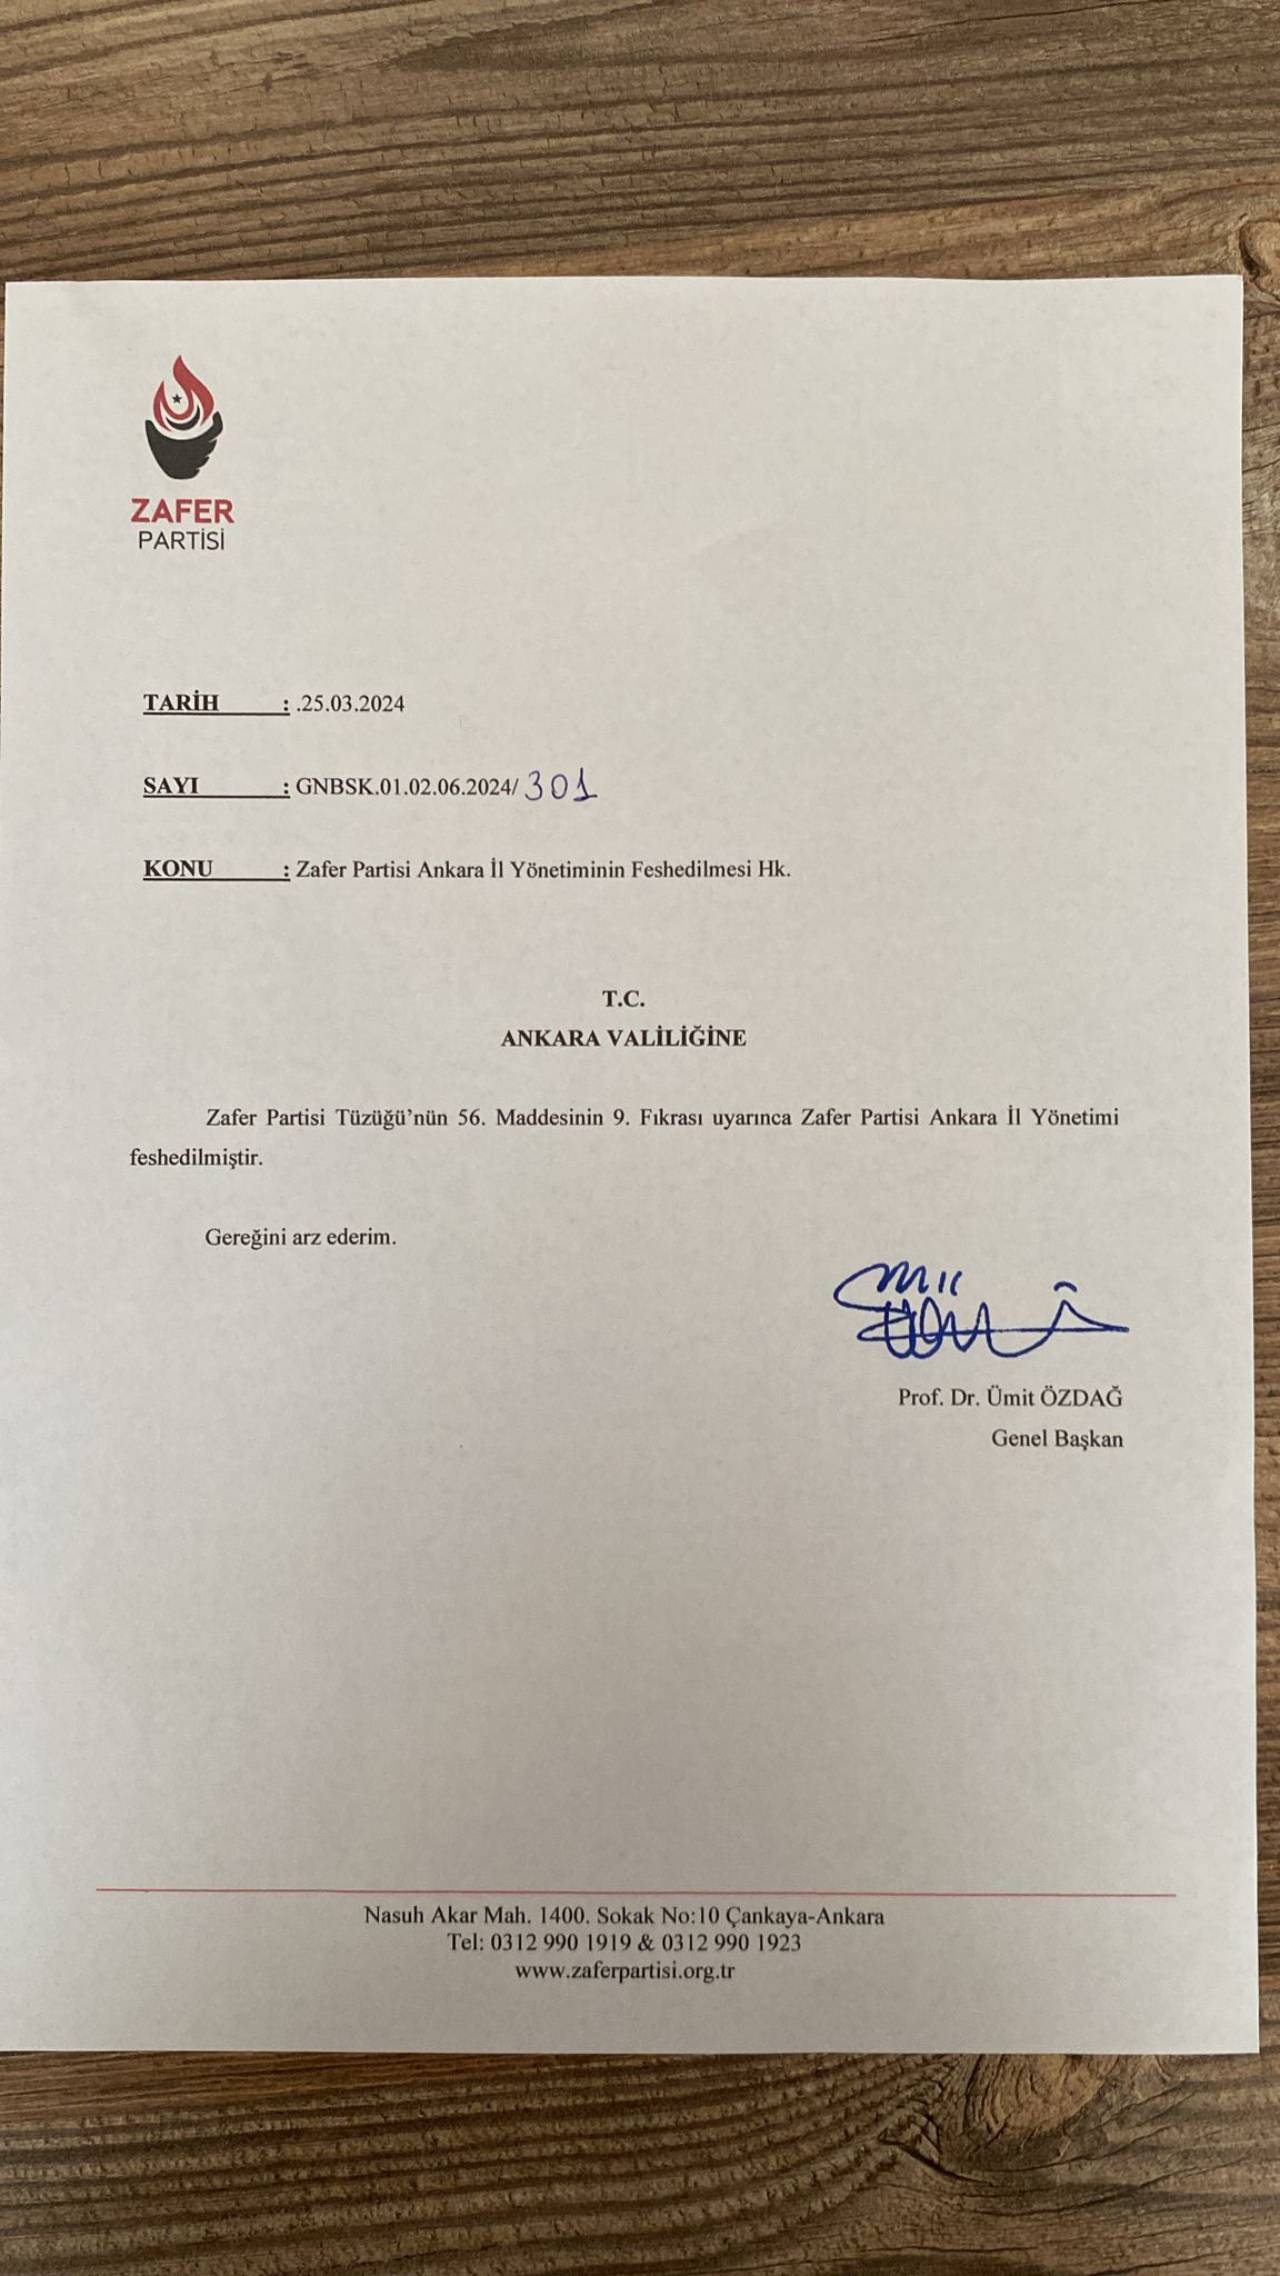 ZAFER
PARTİSİ
TARİH : .25.03.2024
SAYI : GNBSK.01.02.06.2024/ 301
KONU : Zafer Partisi Ankara İl Yönetiminin Feshedilmesi Hk.
T.C.
ANKARA VALİLİĞİNE
Zafer Partisi Tüzüğü’nün 56. Maddesinin 9. Fıkrası uyarınca Zafer Partisi Ankara İl Yönetimi
feshedilmiştir.
Gereğini arz ederim.
Prof. Dr. Ümit ÖZDAĞ
Genel Başkan
Nasuh Akar Mah. 1400. Sokak No:10 Çankaya-Ankara
Tel: 0312 990 1919 & 0312 990 1923
www.zaferpartisi.org.tr